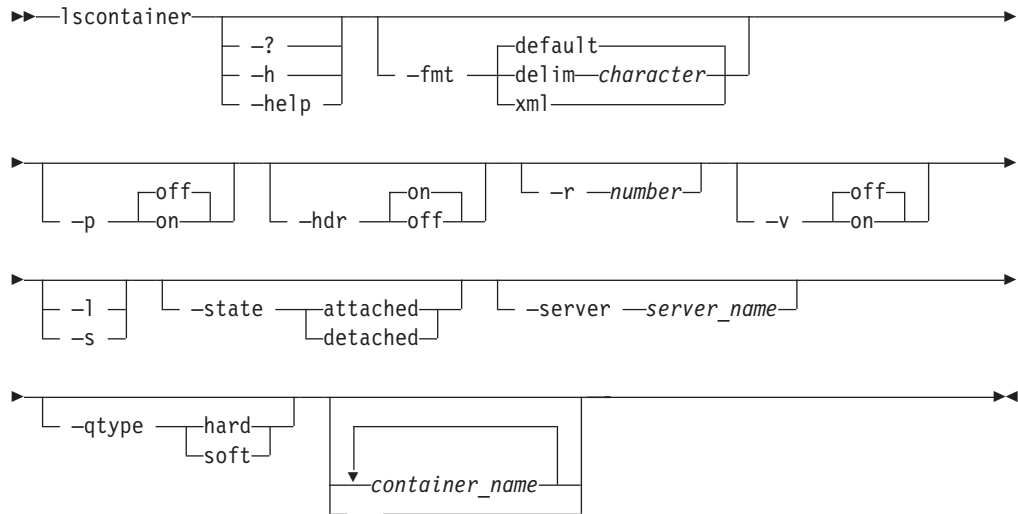 lscontainer
–?
–h
–help
–fmt default
delim character
xml
–p off
on
–hdr on
off
–r number
–v off
on
–l
–s
–state attached
detached
–server server_name
–qtype hard
soft
container_name